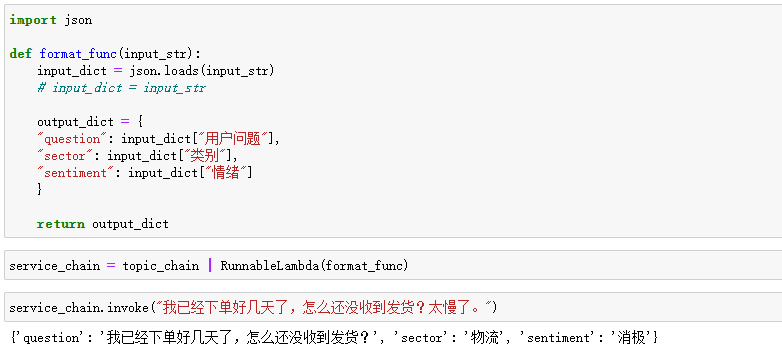 import json
def format_func(input_str):
input_dict = json.loads(input_str)
# input_dict = input_str
output_dict = {
"question": input_dict["用户问题"],
"sector": input_dict["类别"],
"sentiment": input_dict["情绪"]
}
return output_dict
service_chain = topic_chain | RunnableLambda(format_func)
service_chain.invoke("我已经下单好几天了，怎么还没收到发货？太慢了。")
{'question': '我已经下单好几天了，怎么还没收到发货？', 'sector': '物流', 'sentiment': '消极'}